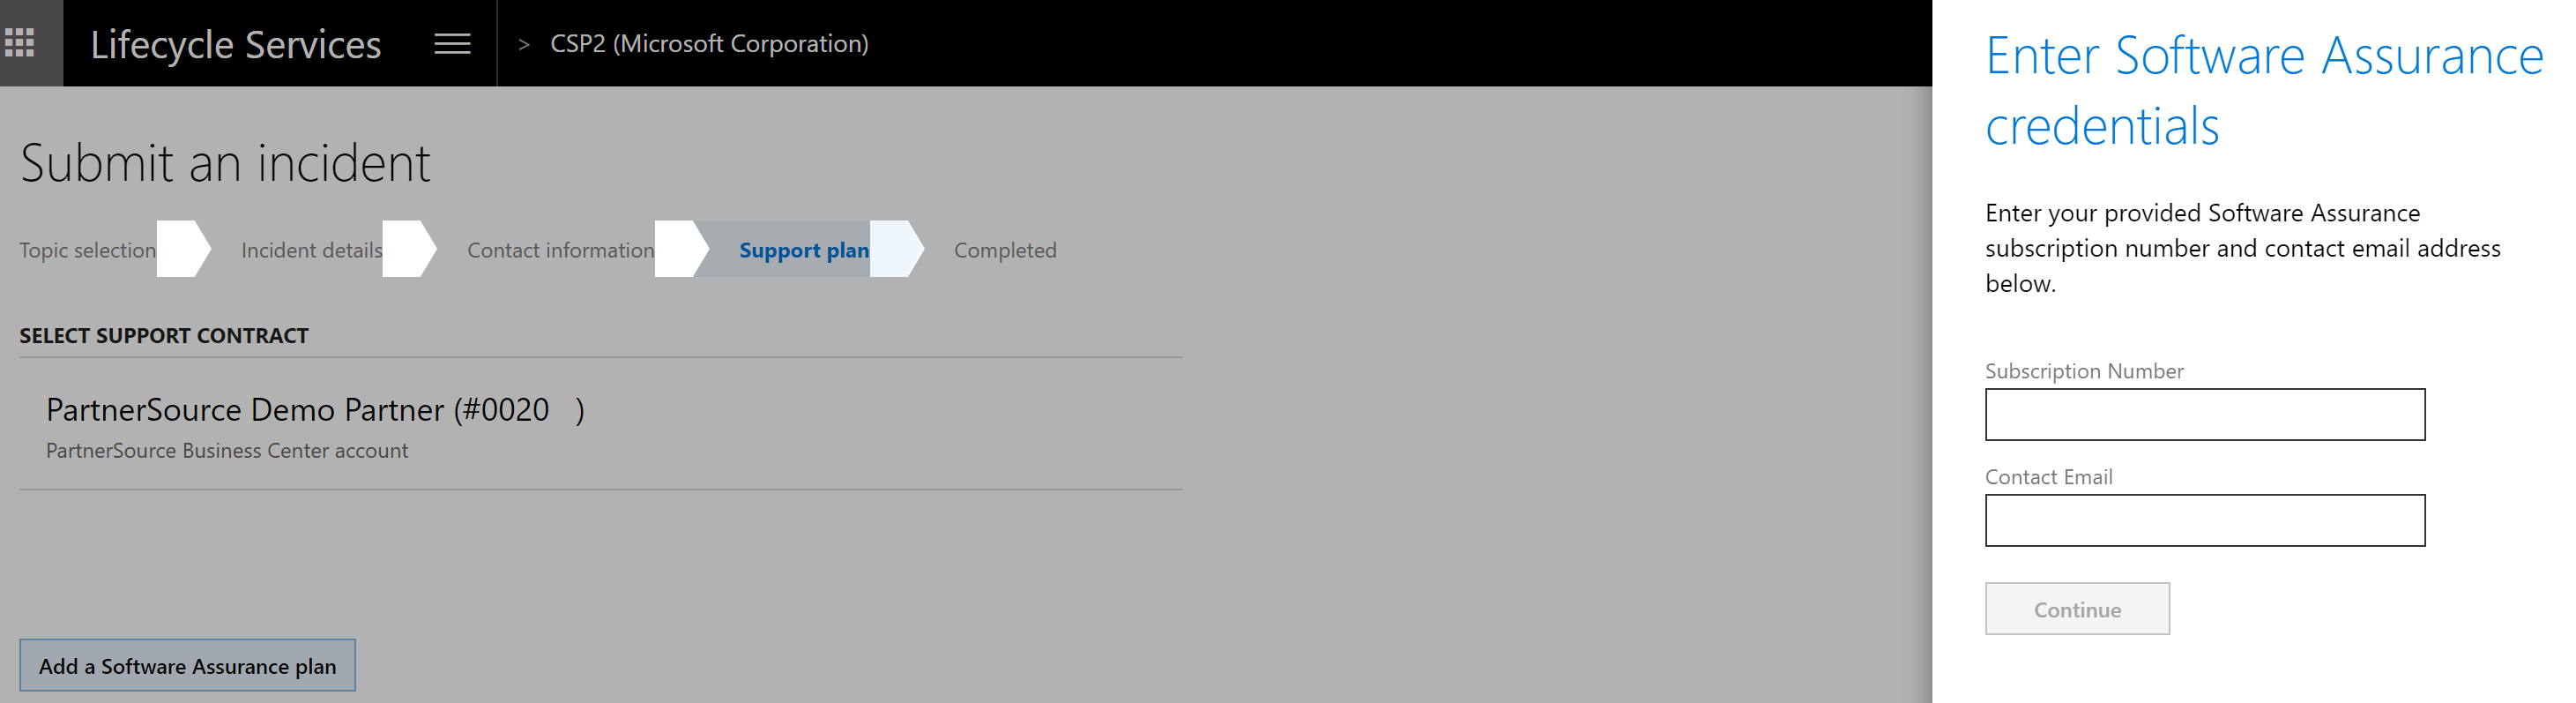 Lifecycle Services
> CSP2 (Microsoft Corporation)
Submit an incident
Topic selection
Incident details
Contact information
Support plan
Completed
SELECT SUPPORT CONTRACT
PartnerSource Demo Partner (#0020   )
PartnerSource Business Center account
Add a Software Assurance plan
Enter Software Assurance
credentials
Enter your provided Software Assurance
subscription number and contact email address
below.
Subscription Number
Contact Email
Continue